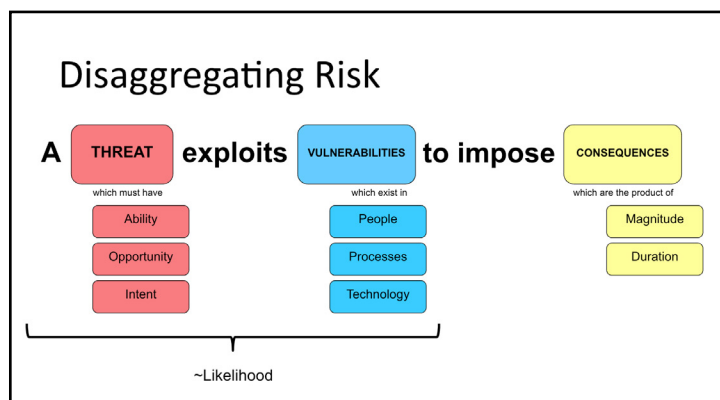 Disaggregating Risk
A THREAT exploits VULNERABILITIES to impose CONSEQUENCES
which must have which exist in which are the product of
Ability People Magnitude
Opportunity Processes Duration
Intent Technology
~Likelihood